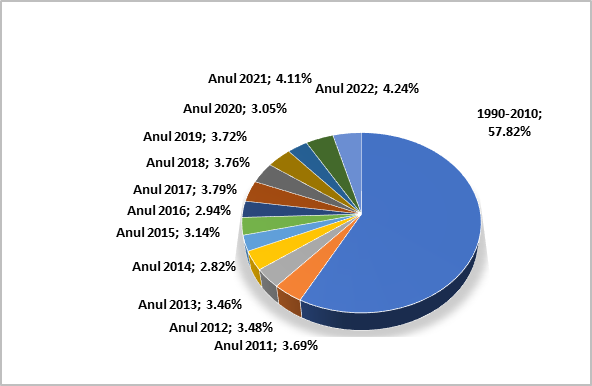 Anul 2021; 4.11%
Anul 2022; 4.24%
Anul 2020; 3.05%
1990-2010;
57.82%
Anul 2019; 3.72%
Anul 2018; 3.76%
Anul 2017; 3.79%
Anul 2016; 2.94%
Anul 2015; 3.14%
Anul 2014; 2.82%
Anul 2013; 3.46%
Anul 2012; 3.48%
Anul 2011; 3.69%